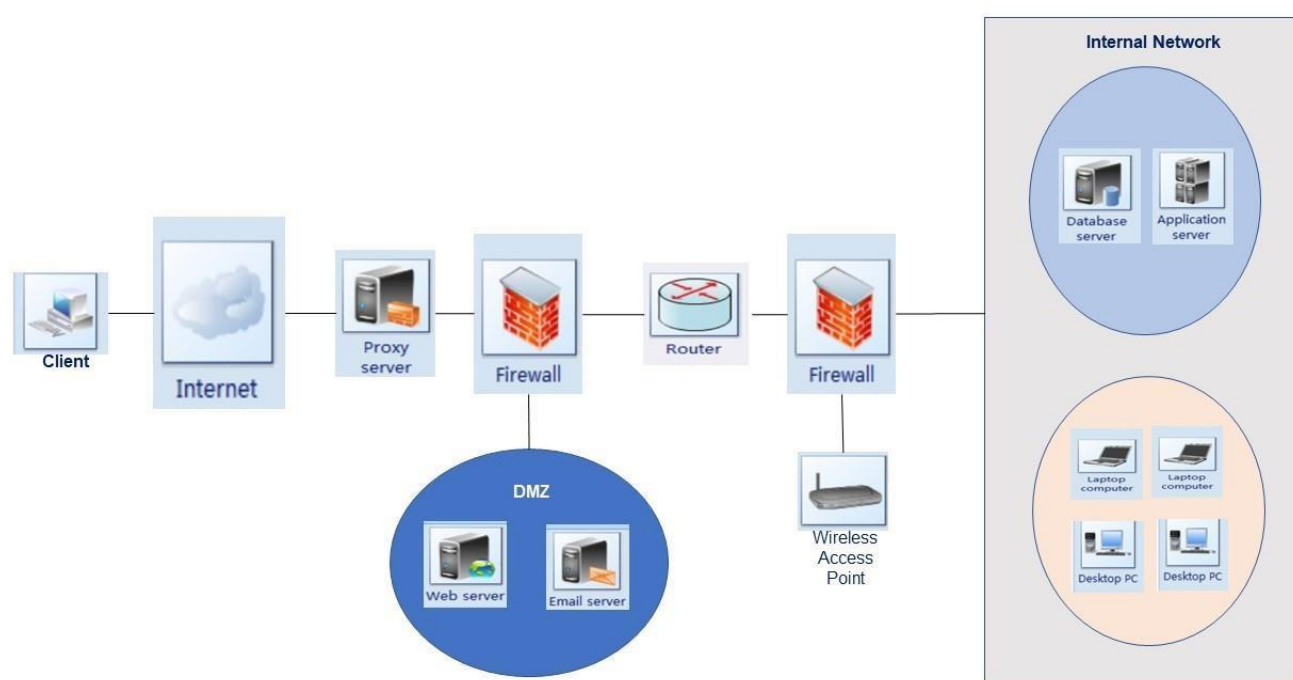 Internal Network
Database
server
Application
server
Client
Internet
Proxy
server
Firewall
Router
Firewall
DMZ
Web server
Email server
Wireless
Access
Point
Laptop
computer
Laptop
computer
Desktop PC
Desktop PC